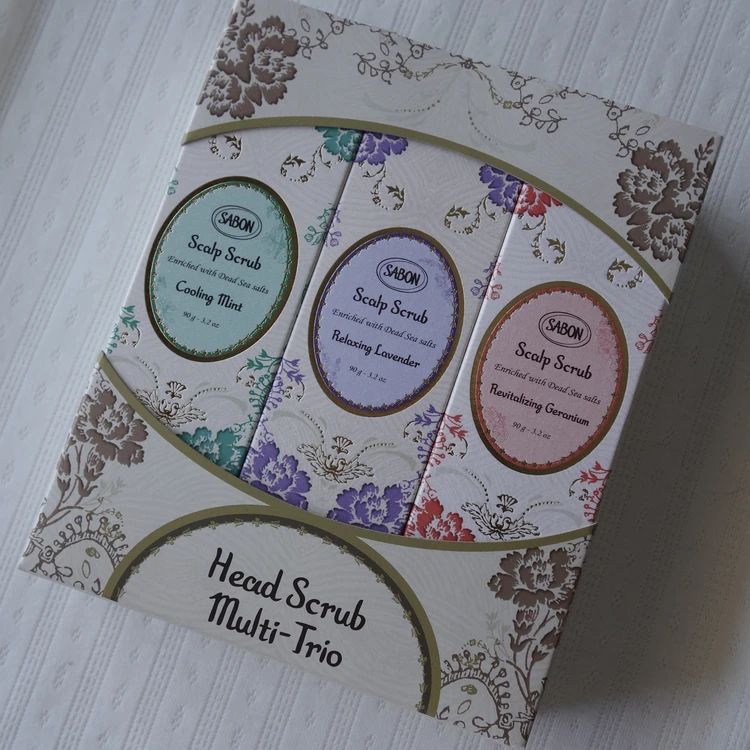 SABON
Scalp Scrub
Enriched with Dead Sea salts
Cooling Mint
90 g - 3.2 oz
SABON
Scalp Scrub
Enriched with Dead Sea salts
Relaxing Lavender
90 g - 3.2 oz
SABON
Scalp Scrub
Enriched with Dead Sea salts
Revitalizing Geranium
90 g - 3.2 oz
Head Scrub
Multi-Trio